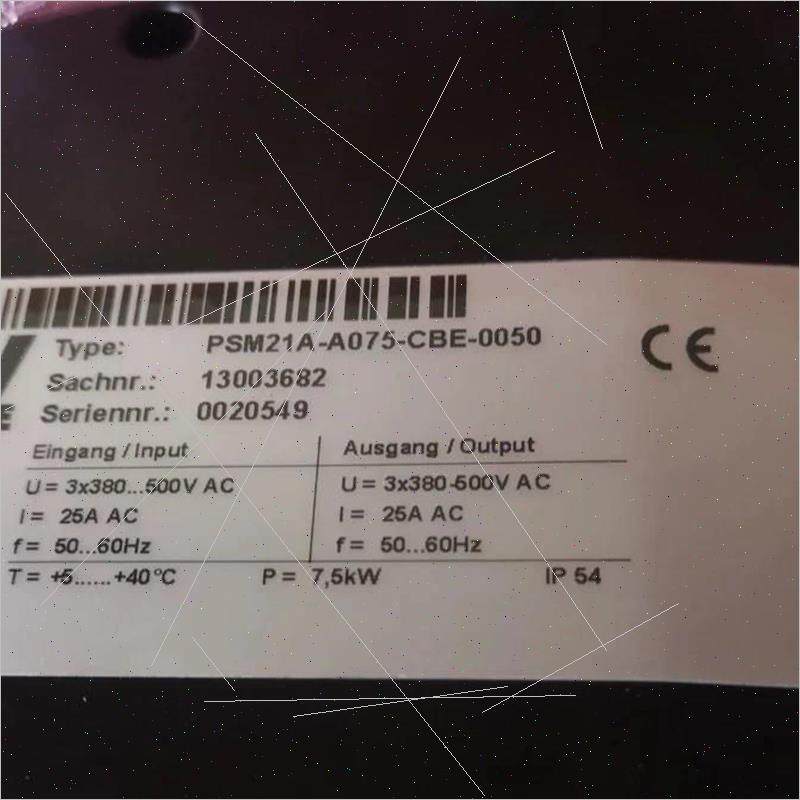 Type: PSM21A-A075-CBE-0050
Sachnr.: 13003682
Seriennr.: 0020549
Eingang / Input Ausgang / Output
U = 3x380...500V AC U = 3x380-500V AC
I = 25A AC I = 25A AC
f = 50...60Hz f = 50...60Hz
T = +5......+40°C P = 7,5kW IP 54
CE